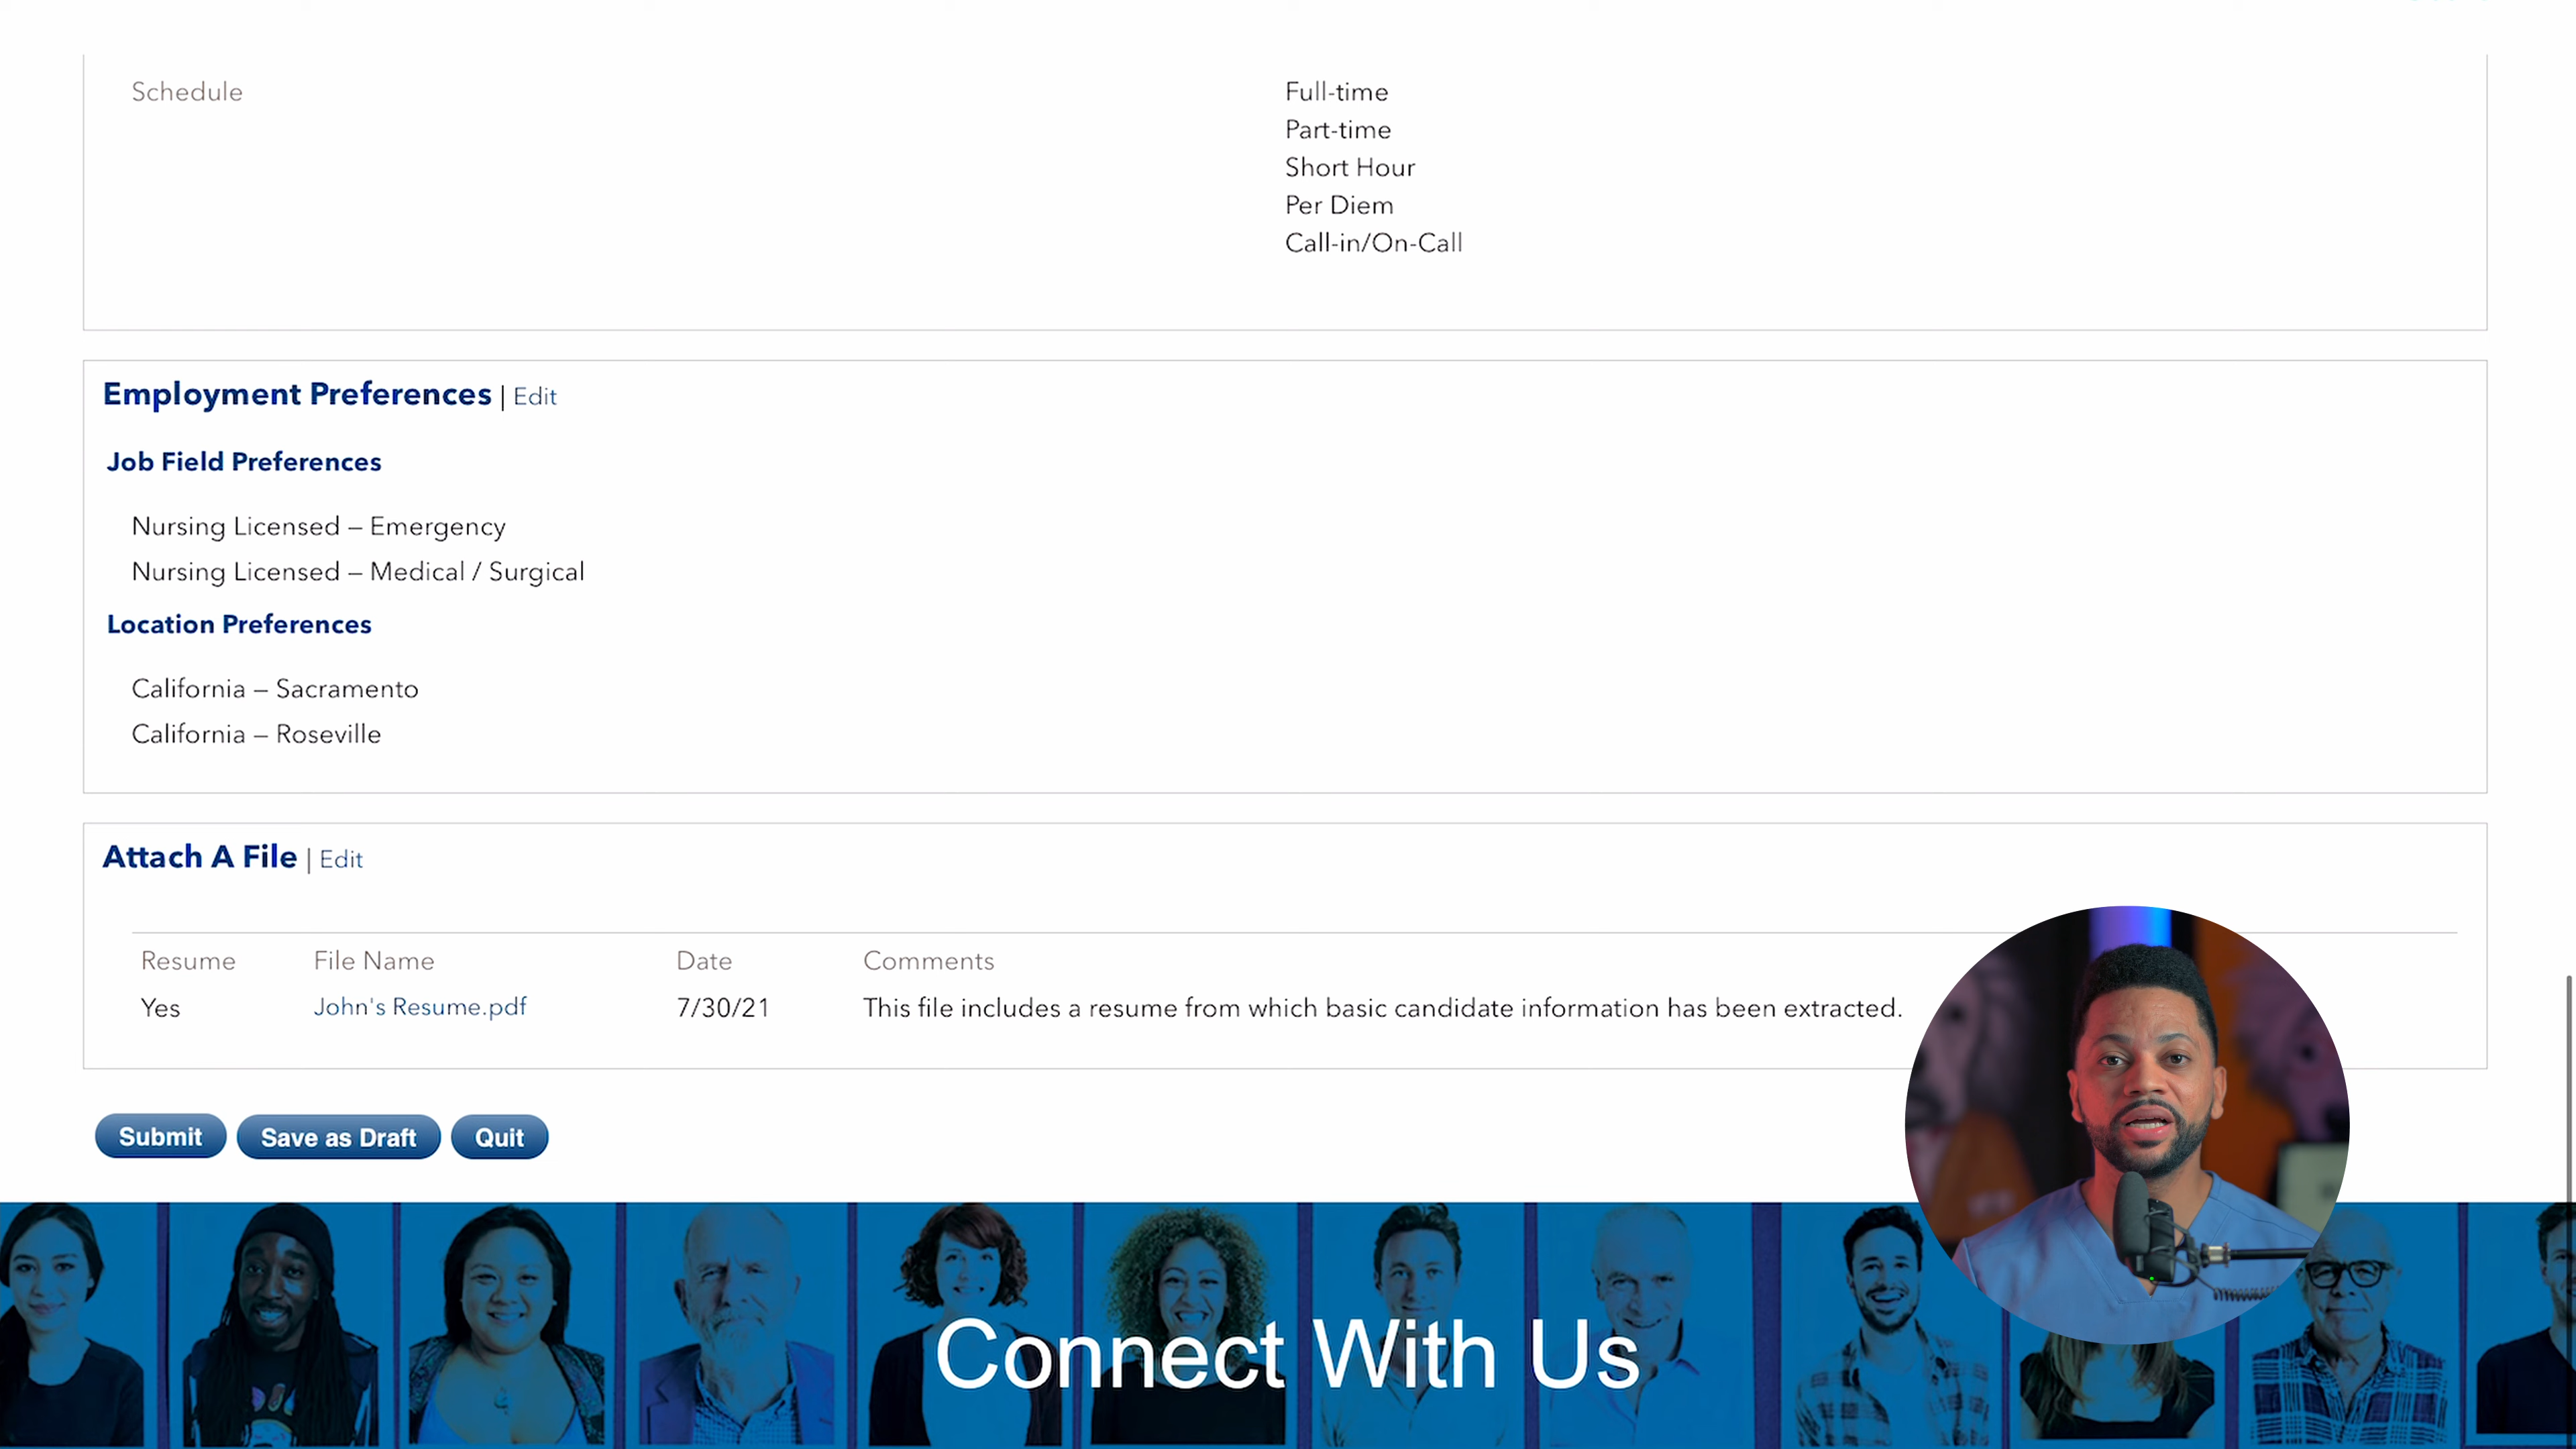 Schedule
Full-time
Part-time
Short Hour
Per Diem
Call-in/On-Call
Employment Preferences | Edit
Job Field Preferences
Nursing Licensed – Emergency
Nursing Licensed – Medical / Surgical
Location Preferences
California – Sacramento
California – Roseville
Attach A File | Edit
Resume File Name Date Comments
Yes John's Resume.pdf 7/30/21 This file includes a resume from which basic candidate information has been extracted.
Submit Save as Draft Quit
Connect With Us